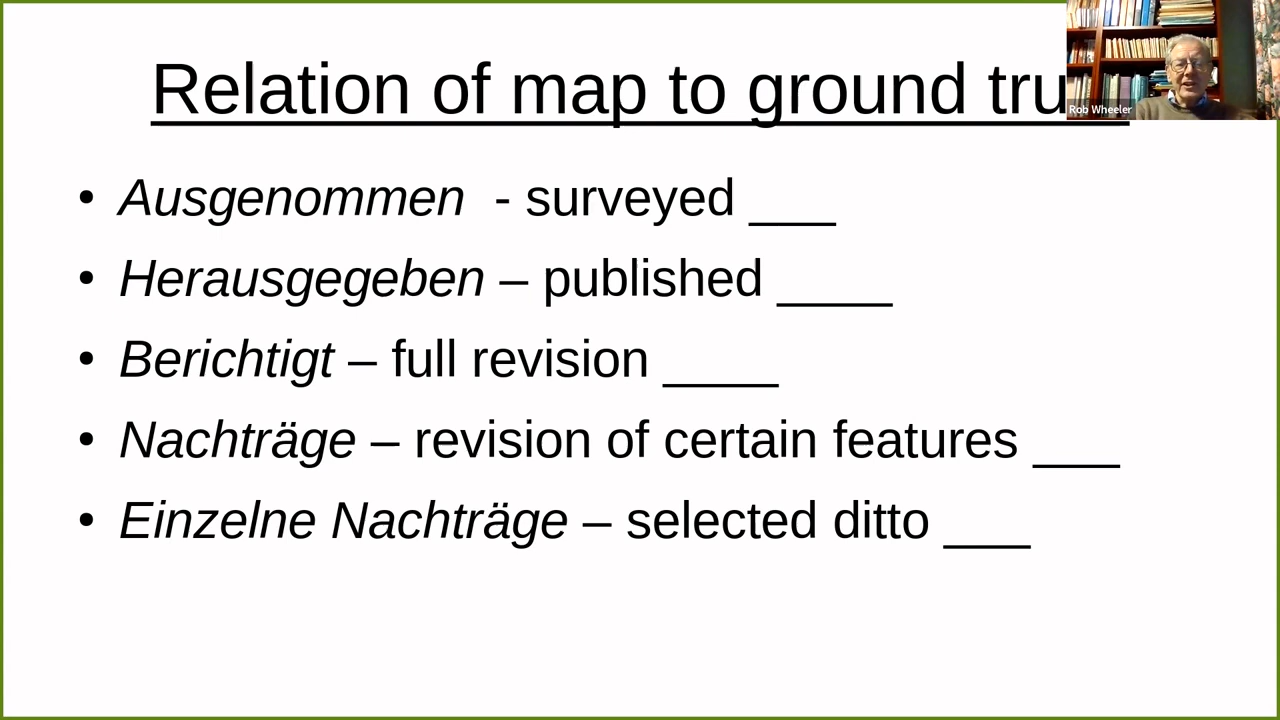 Relation of map to ground tru
Rob Wheeler
• Ausgenommen - surveyed ___
• Herausgegeben – published ____
• Berichtigt – full revision ____
• Nachträge – revision of certain features ___
• Einzelne Nachträge – selected ditto ___